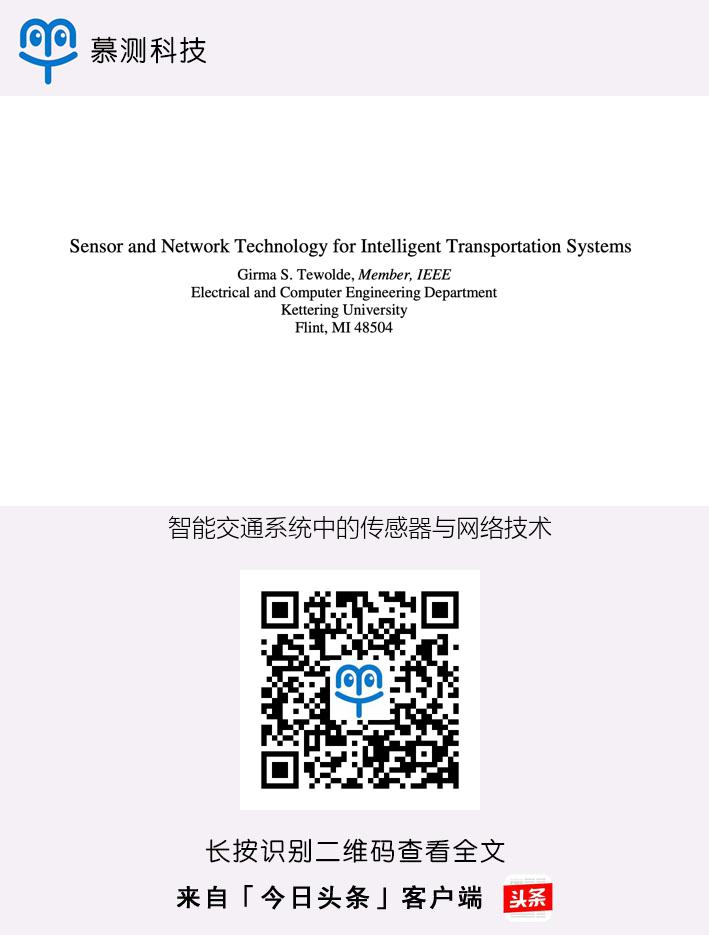 慕测科技
Sensor and Network Technology for Intelligent Transportation Systems
Girma S. Tewolde, Member, IEEE
Electrical and Computer Engineering Department
Kettering University
Flint, MI 48504
智能交通系统中的传感器与网络技术
长按识别二维码查看全文
来自「今日头条」客户端
头条